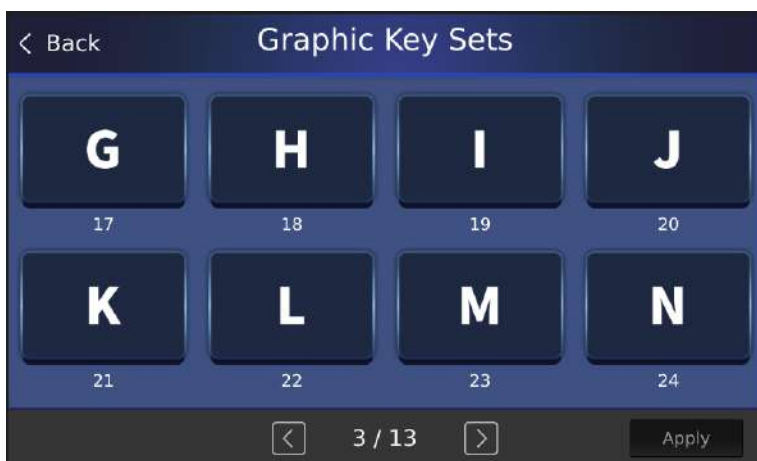 < Back Graphic Key Sets
G H I J
17 18 19 20
K L M N
21 22 23 24
< 3 / 13 > Apply